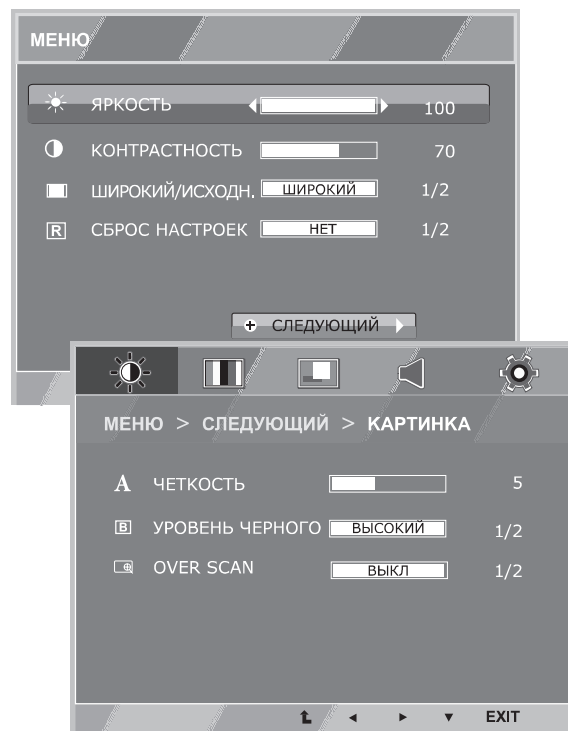 МЕНЮ
ЯРКОСТЬ 100
КОНТРАСТНОСТЬ 70
ШИРОКИЙ/ИСХОДН. ШИРОКИЙ 1/2
R СБРОС НАСТРОЕК НЕТ 1/2
СЛЕДУЮЩИЙ
МЕНЮ > СЛЕДУЮЩИЙ > КАРТИНКА
A ЧЕТКОСТЬ 5
B УРОВЕНЬ ЧЕРНОГО ВЫСОКИЙ 1/2
OVER SCAN ВЫКЛ 1/2
EXIT